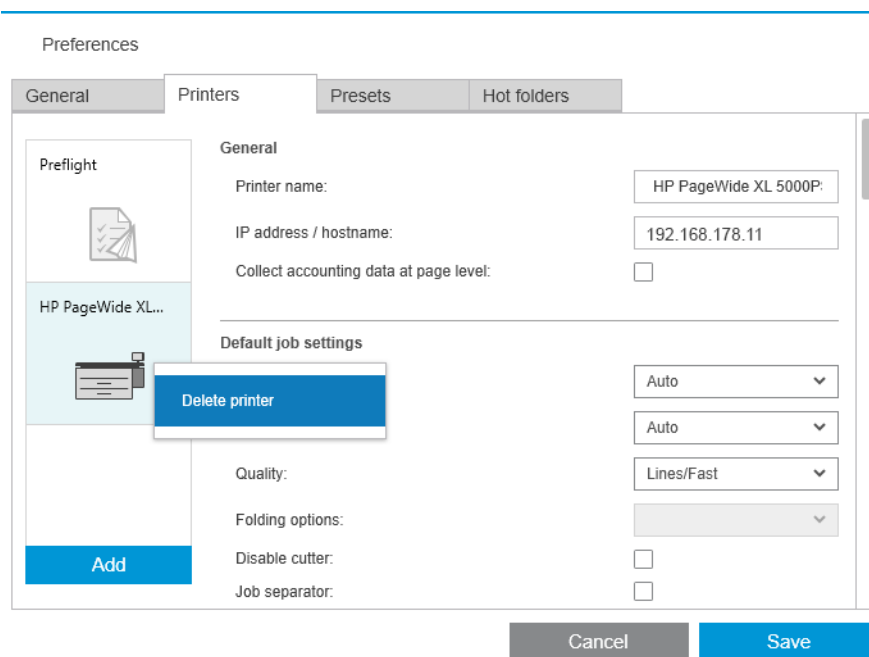 Preferences
General
Printers
Presets
Hot folders
Preflight
HP PageWide XL...
Add
General
Printer name:
HP PageWide XL 5000P
IP address / hostname:
192.168.178.11
Collect accounting data at page level:
Default job settings
Auto
Delete printer
Auto
Quality:
Lines/Fast
Folding options:
Disable cutter:
Job separator:
Cancel
Save